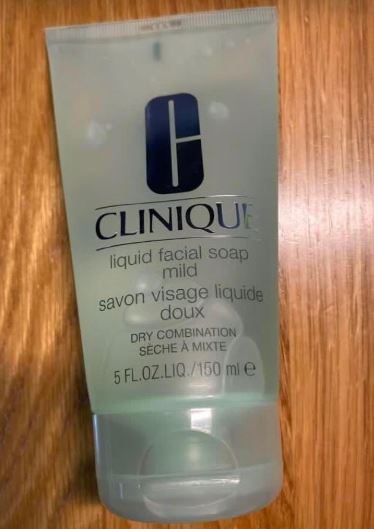 C
CLINIQUE
liquid facial soap
mild
savon visage liquide
doux
DRY COMBINATION
SÈCHE À MIXTE
5 FL.OZ.LIQ./150 ml ℮